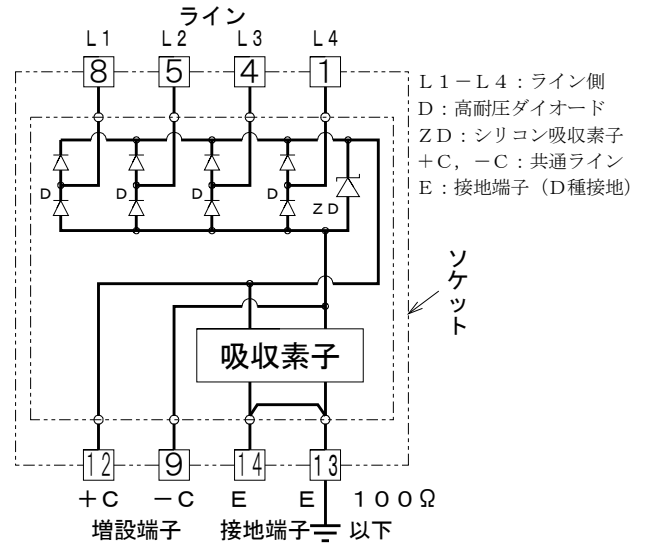 ライン
L1 L2 L3 L4
8 5 4 1
L1−L4：ライン側
D：高耐圧ダイオード
ZD：シリコン吸収素子
+C，−C：共通ライン
E：接地端子（D種接地）
D D D D ZD
ソケット
吸収素子
12 9 14 13
+C −C E E 100Ω
増設端子 接地端子 以下